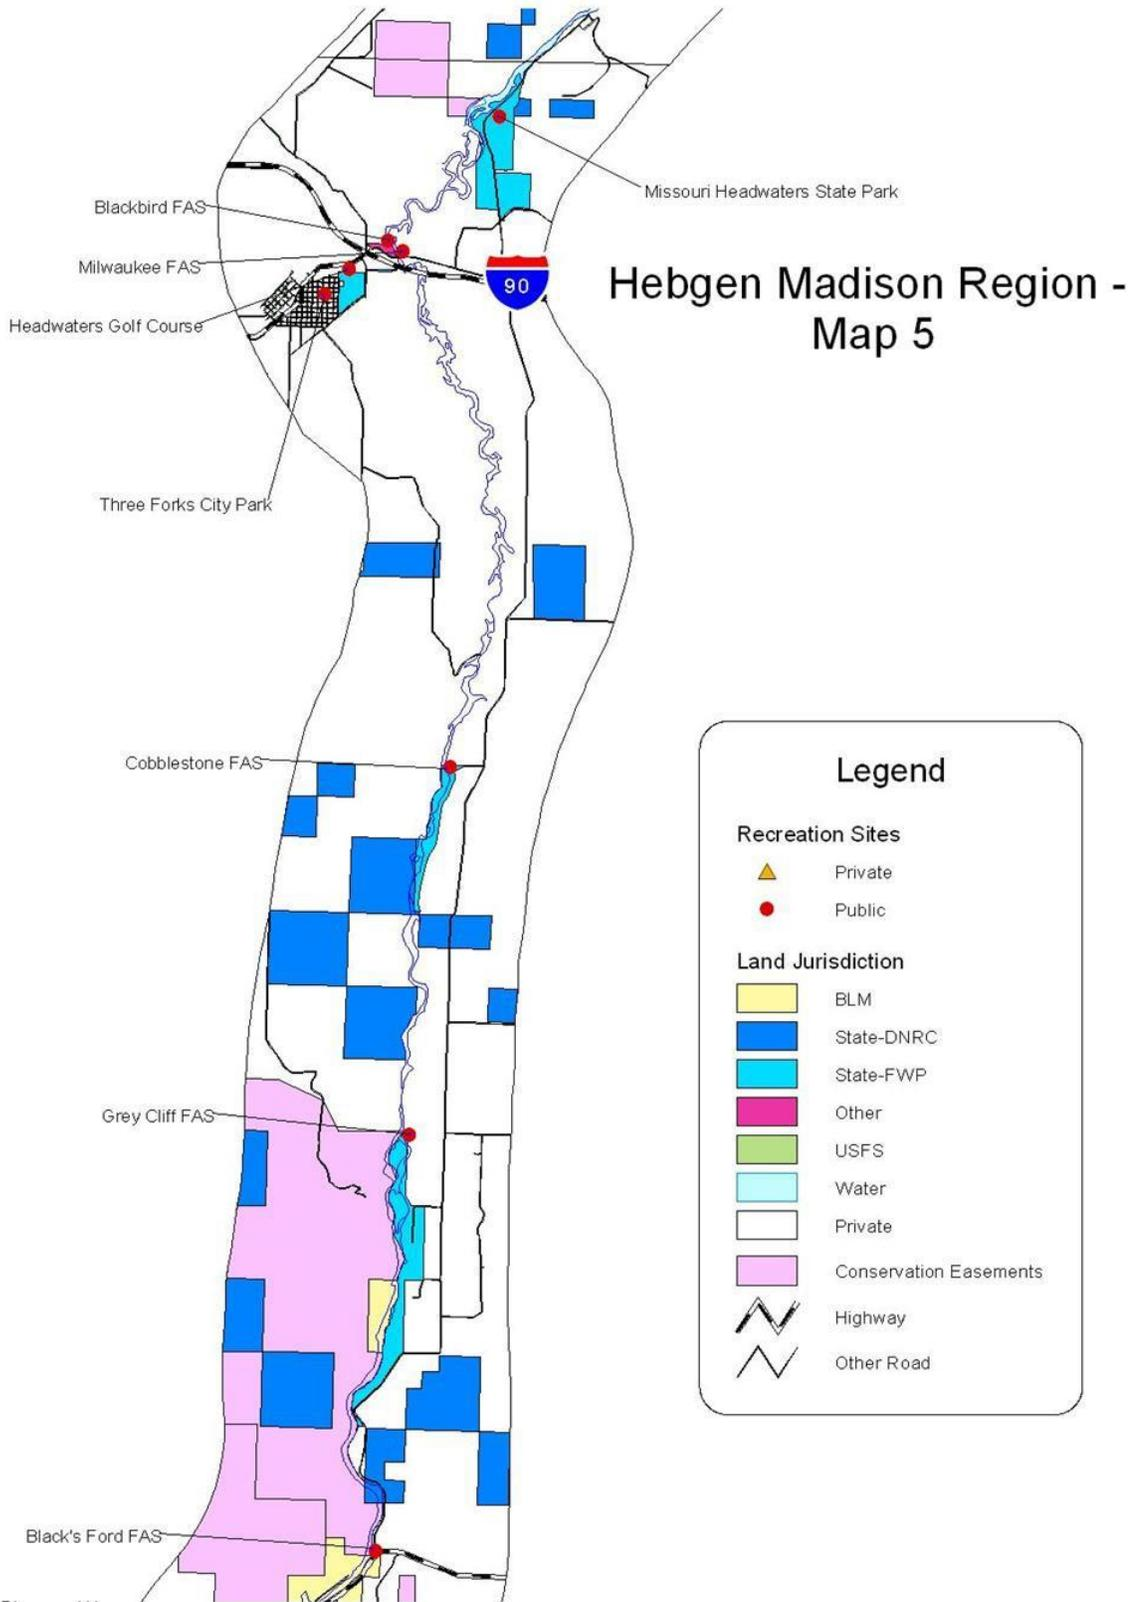 Missouri Headwaters State Park
Blackbird FAS
Milwaukee FAS
90
Hebgen Madison Region -
Map 5
Headwaters Golf Course
Three Forks City Park
Cobblestone FAS
Grey Cliff FAS
Black's Ford FAS
Legend
Recreation Sites
Private
Public
Land Jurisdiction
BLM
State-DNRC
State-FWP
Other
USFS
Water
Private
Conservation Easements
Highway
Other Road